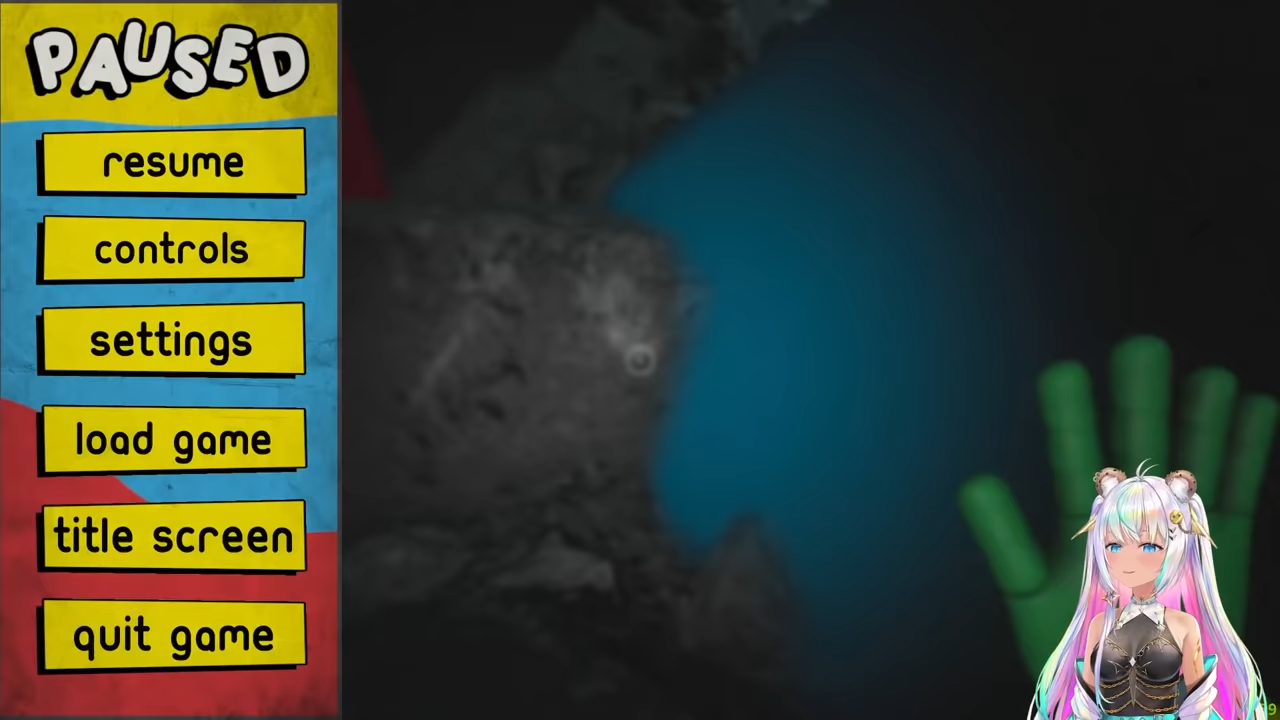 PAUSED
resume
controls
settings
load game
title screen
quit game